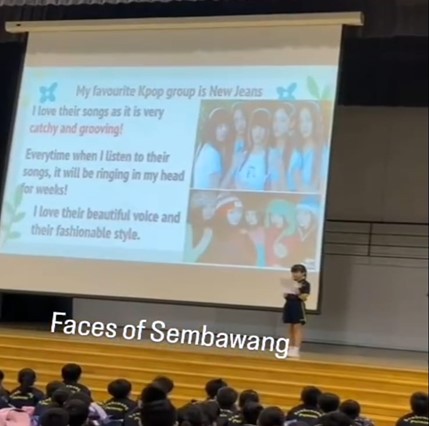 My favourite Kpop group is New Jeans
I love their songs as it is very
catchy and grooving!
Everytime when I listen to their
songs, it will be ringing in my head
for weeks!
I love their beautiful voice and
their fashionable style.
Faces of Sembawang